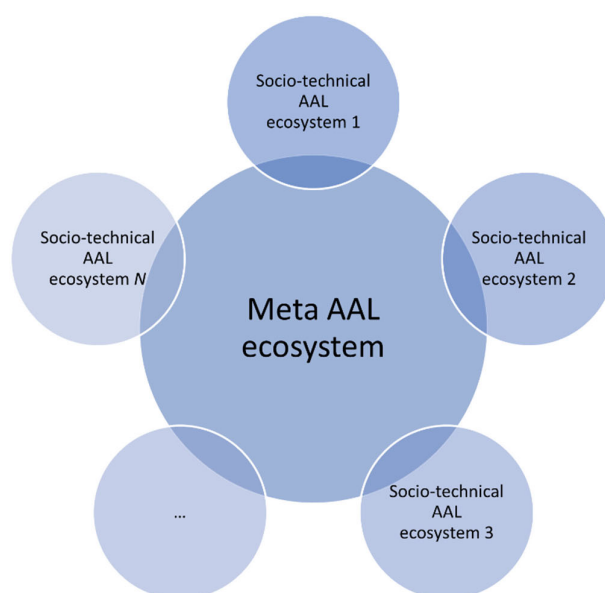 Socio-technical
AAL
ecosystem 1
Socio-technical
AAL
ecosystem N
Socio-technical
AAL
ecosystem 2
Meta AAL
ecosystem
...
Socio-technical
AAL
ecosystem 3